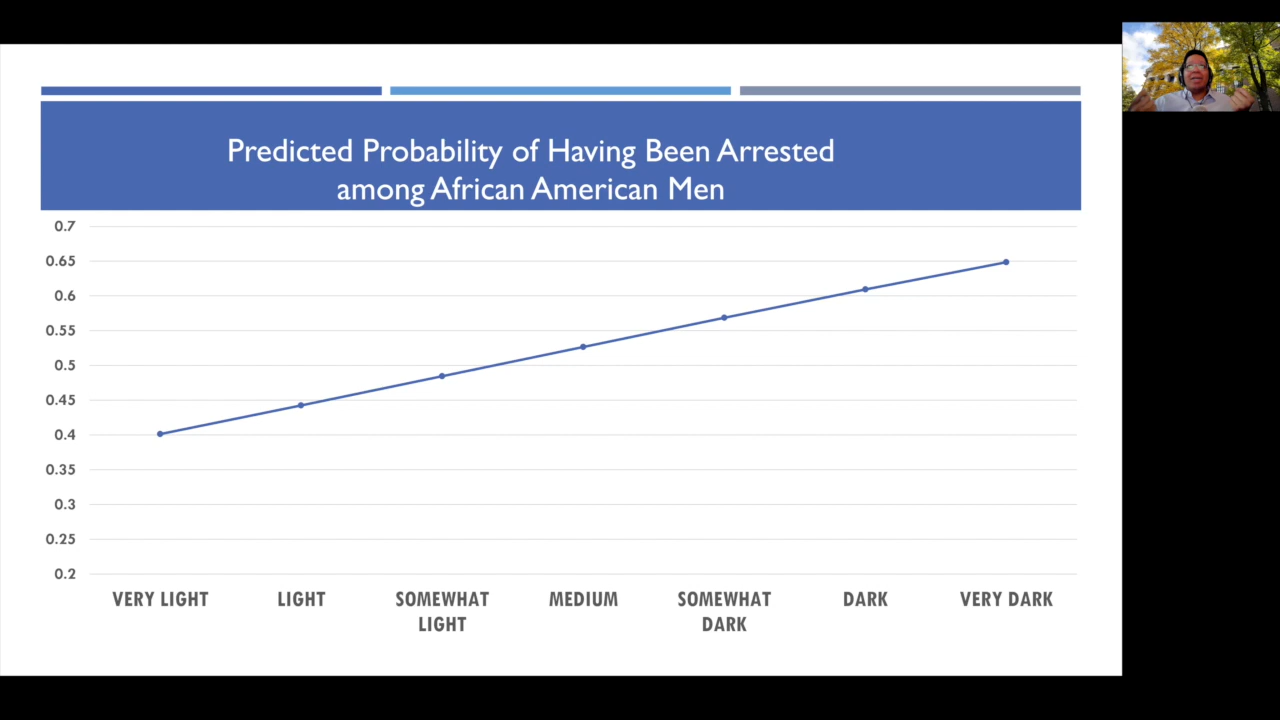 Predicted Probability of Having Been Arrested
among African American Men
0.7
0.65
0.6
0.55
0.5
0.45
0.4
0.35
0.3
0.25
0.2
VERY LIGHT
LIGHT
SOMEWHAT
LIGHT
MEDIUM
SOMEWHAT
DARK
DARK
VERY DARK